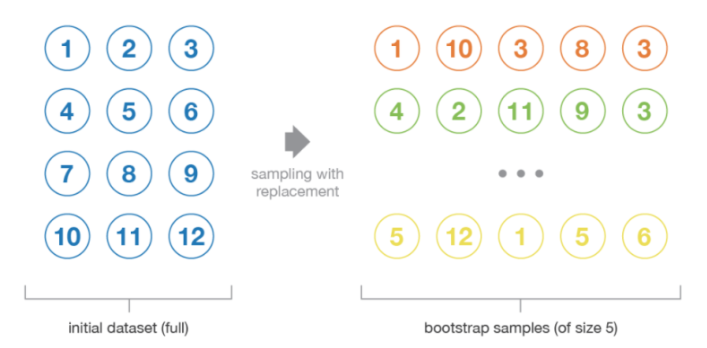 1 2 3
4 5 6
7 8 9
10 11 12
initial dataset (full)
sampling with
replacement
1 10 3 8 3
4 2 11 9 3
...
5 12 1 5 6
bootstrap samples (of size 5)